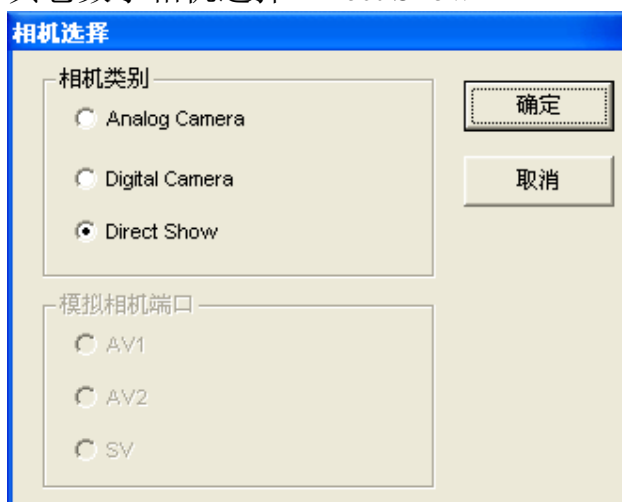 相机选择
相机类别
Analog Camera
Digital Camera
Direct Show
确定
取消
模拟相机端口
AV1
AV2
SV